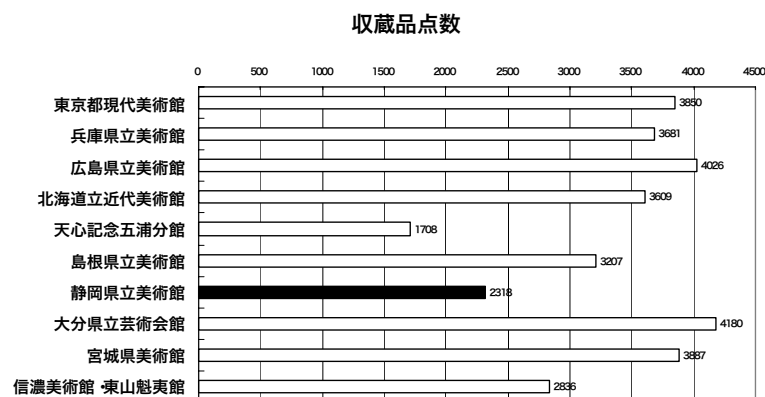 収蔵品点数
0 500 1000 1500 2000 2500 3000 3500 4000 4500
東京都現代美術館 3850
兵庫県立美術館 3681
広島県立美術館 4026
北海道立近代美術館 3609
天心記念五浦分館 1708
島根県立美術館 3207
静岡県立美術館 2318
大分県立芸術会館 4180
宮城県美術館 3887
信濃美術館・東山魁夷館 2836